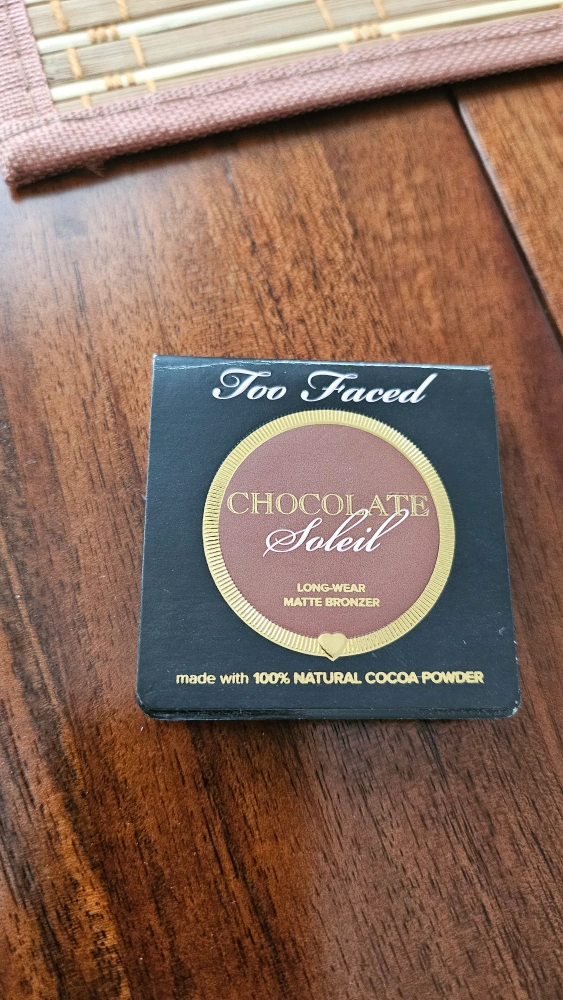 Too Faced
CHOCOLATE
Soleil
LONG-WEAR
MATTE BRONZER
made with 100% NATURAL COCOA POWDER